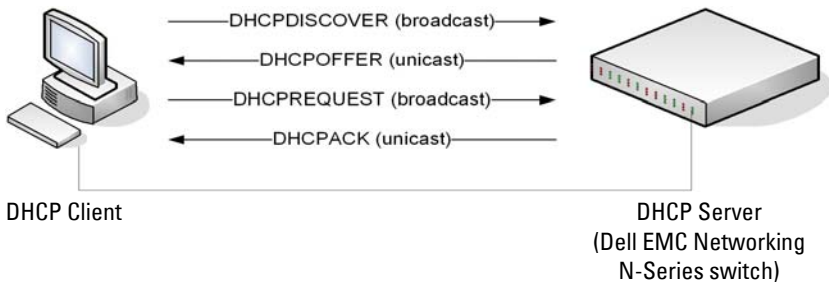 DHCPDISCOVER (broadcast)
DHCPOFFER (unicast)
DHCPREQUEST (broadcast)
DHCPACK (unicast)
DHCP Client
DHCP Server
(Dell EMC Networking
N-Series switch)